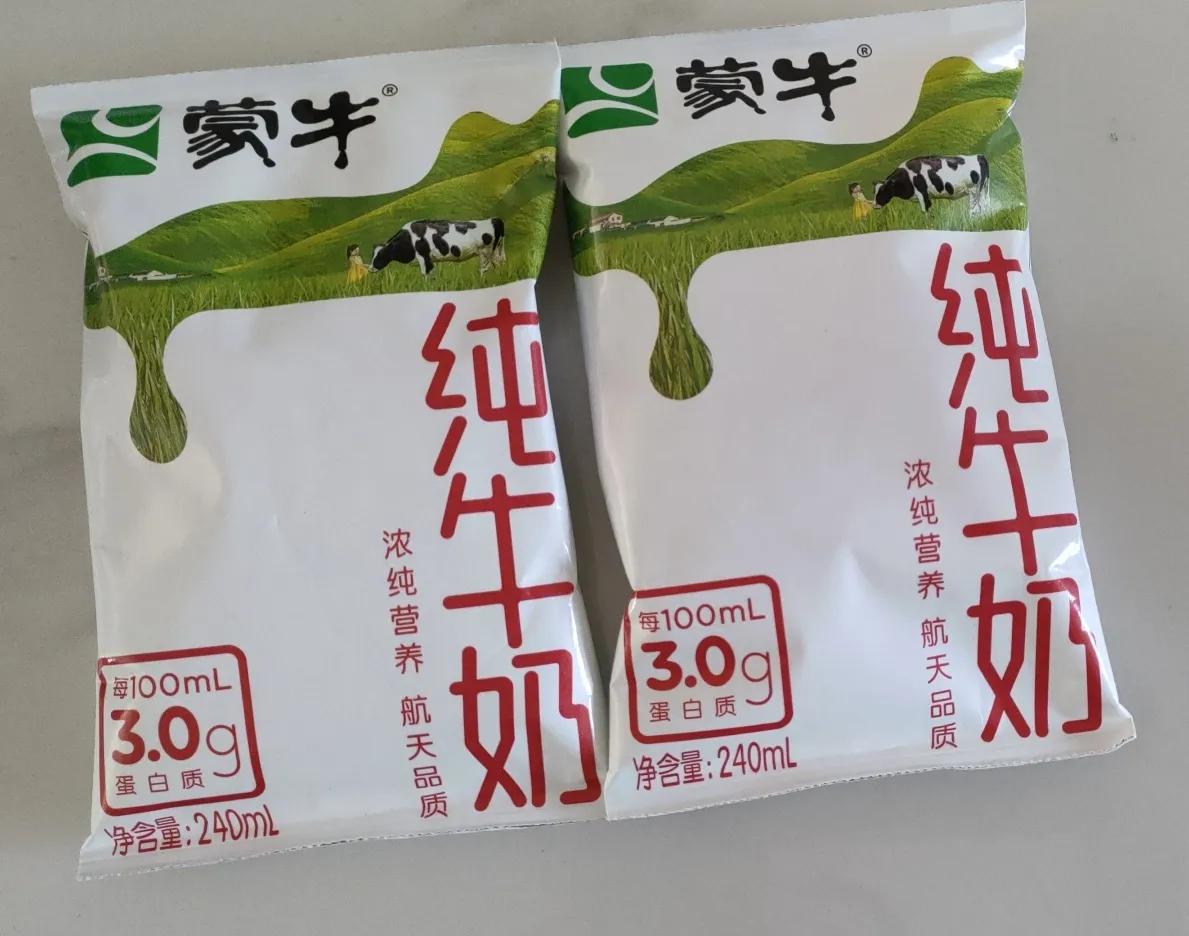 蒙牛®
纯牛奶
浓纯营养 航天品质
每100mL
3.0g
蛋白质
净含量:240mL
蒙牛®
纯牛奶
浓纯营养 航天品质
每100mL
3.0g
蛋白质
净含量:240mL